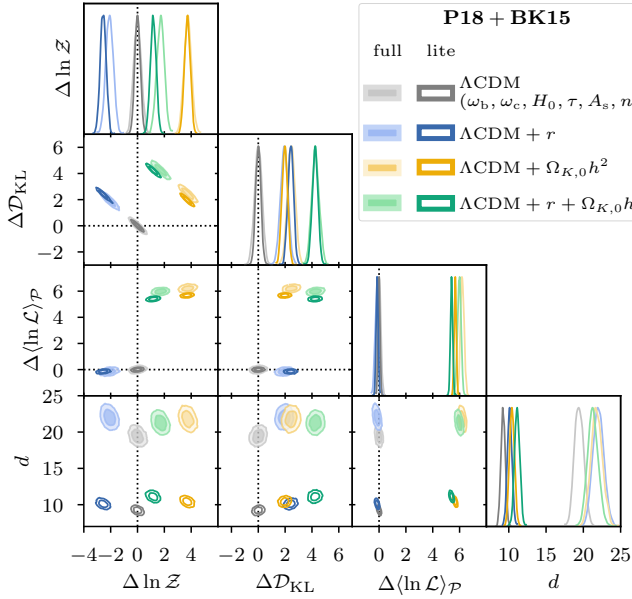 P18 + BK15
full lite
ΛCDM
(ω_b, ω_c, H_0, τ, A_s, n
ΛCDM + r
ΛCDM + Ω_{K,0}h²
ΛCDM + r + Ω_{K,0}h
Δ ln Z
ΔD_KL
6
4
2
0
−2
Δ⟨ln L⟩_P
6
4
2
0
d
25
20
15
10
−4 −2 0 2 4 6
Δ ln Z
−2 0 2 4 6
ΔD_KL
0 2 4 6
Δ⟨ln L⟩_P
10 15 20 25
d